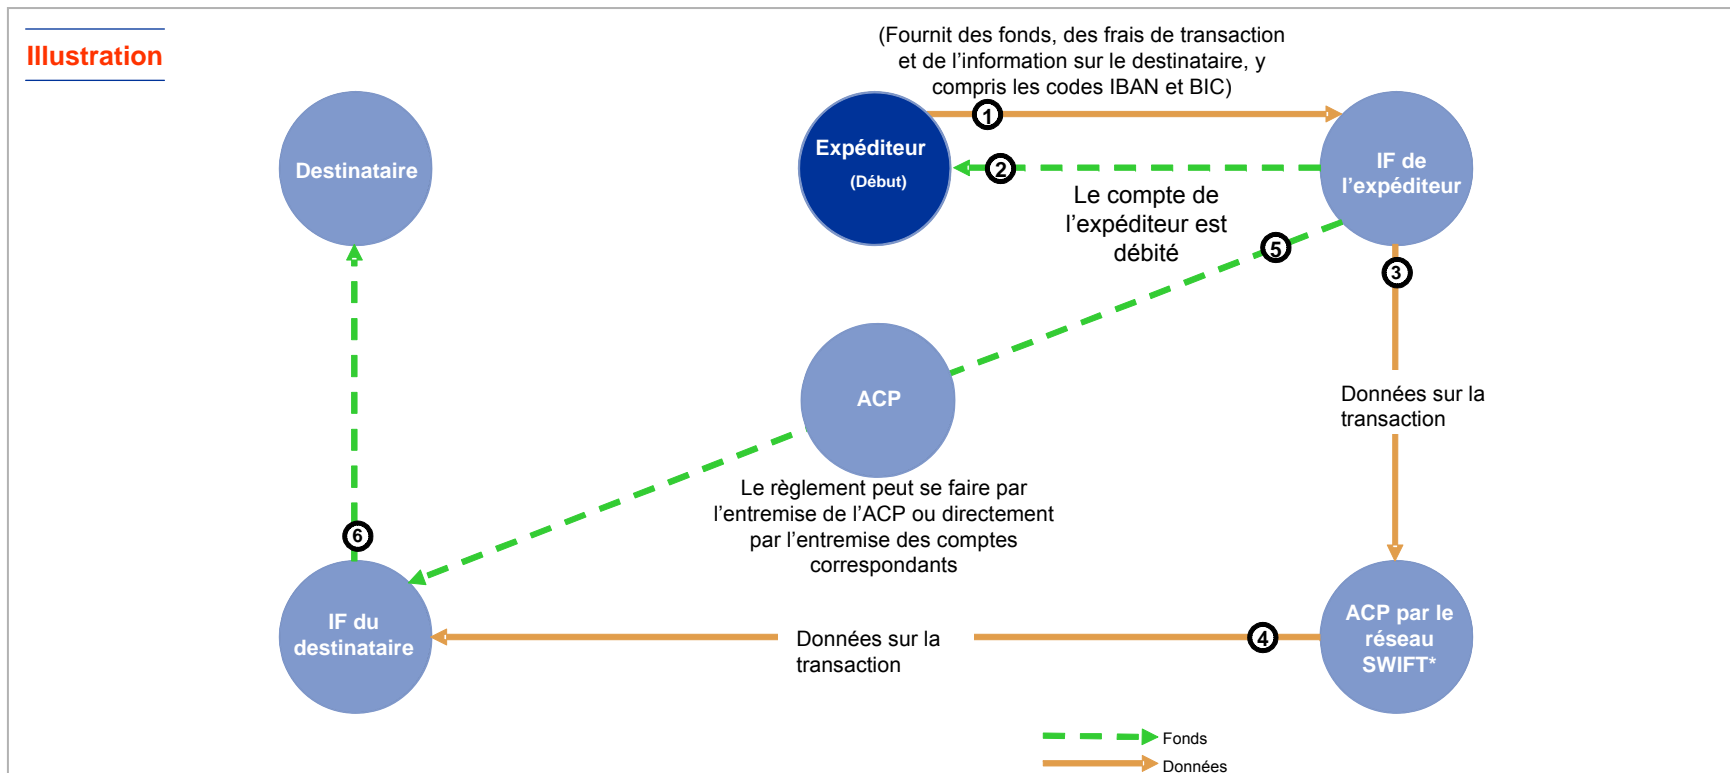 Illustration
(Fournit des fonds, des frais de transaction
et de l'information sur le destinataire, y
compris les codes IBAN et BIC)
1
Destinataire
Expéditeur
(Début)
2
IF de
l'expéditeur
Le compte de
l'expéditeur est
débité
5
3
ACP
Données sur la
transaction
Le règlement peut se faire par
l'entremise de l'ACP ou directement
par l'entremise des comptes
correspondants
6
IF du
destinataire
Données sur la
transaction
4
ACP par le
réseau
SWIFT*
Fonds
Données